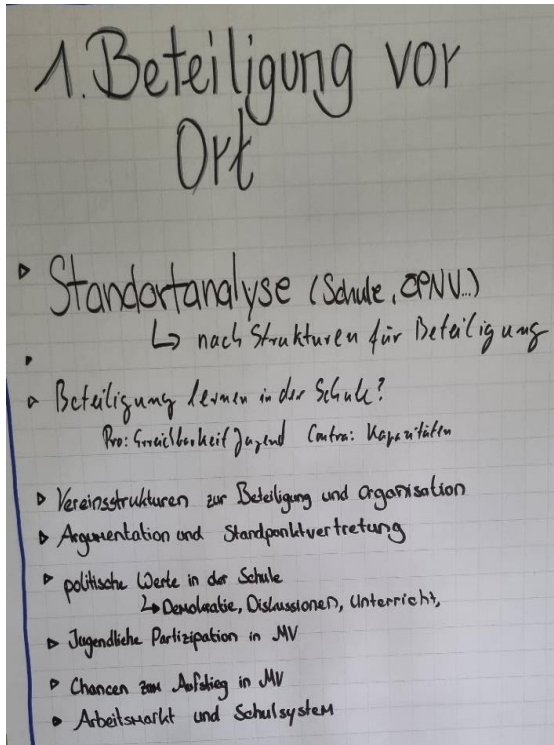 1. Beteiligung vor
Ort
▹ Standortanalyse (Schule, ÖPNV...)
↳ nach Strukturen für Beteiligung
▹
▹ Beteiligung lernen in der Schule?
Pro: Erreichbarkeit Jugend Contra: Kapazitäten
▹ Vereinsstrukturen zur Beteiligung und Organisation
▹ Argumentation und Standpunktvertretung
▹ politische Werte in der Schule
↳ Demokratie, Diskussionen, Unterricht,
▹ Jugendliche Partizipation in MV
▹ Chancen zum Aufstieg in MV
▹ Arbeitsmarkt und Schulsystem